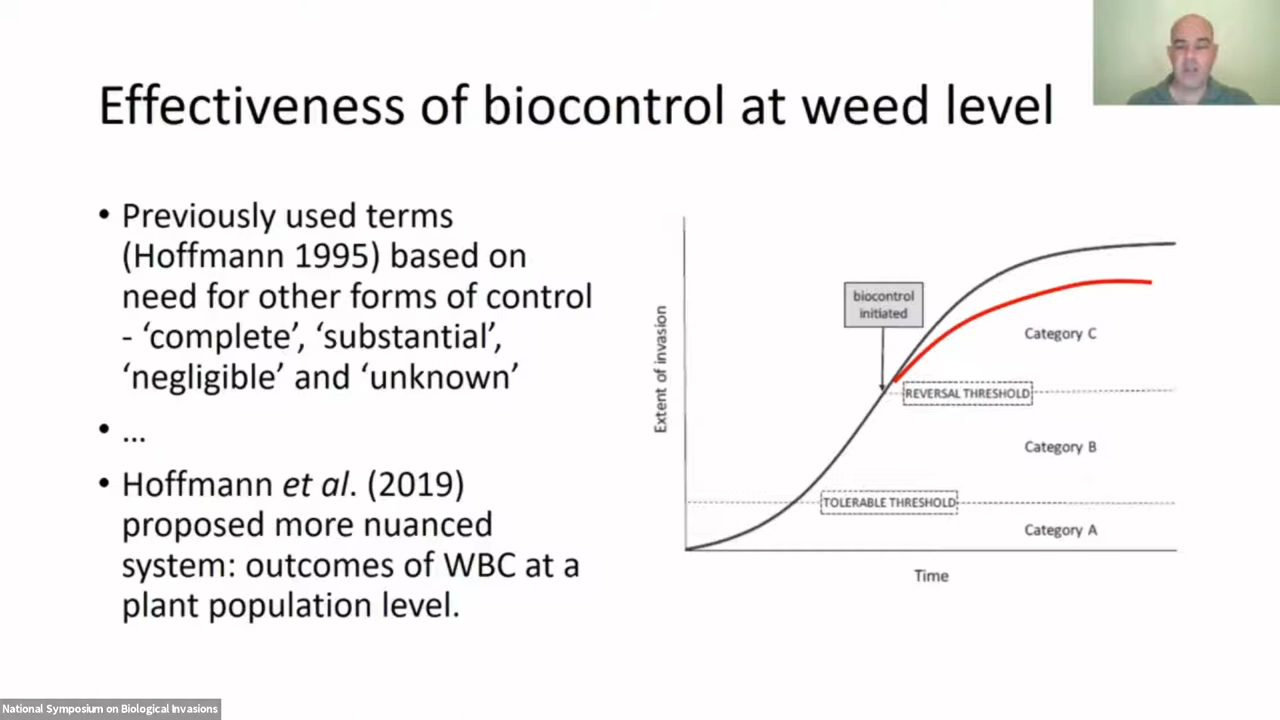 Effectiveness of biocontrol at weed level
• Previously used terms
(Hoffmann 1995) based on
need for other forms of control
- ‘complete’, ‘substantial’,
‘negligible’ and ‘unknown’
• ...
• Hoffmann et al. (2019)
proposed more nuanced
system: outcomes of WBC at a
plant population level.
Extent of invasion
biocontrol
initiated
Category C
REVERSAL THRESHOLD
Category B
TOLERABLE THRESHOLD
Category A
Time
National Symposium on Biological Invasions